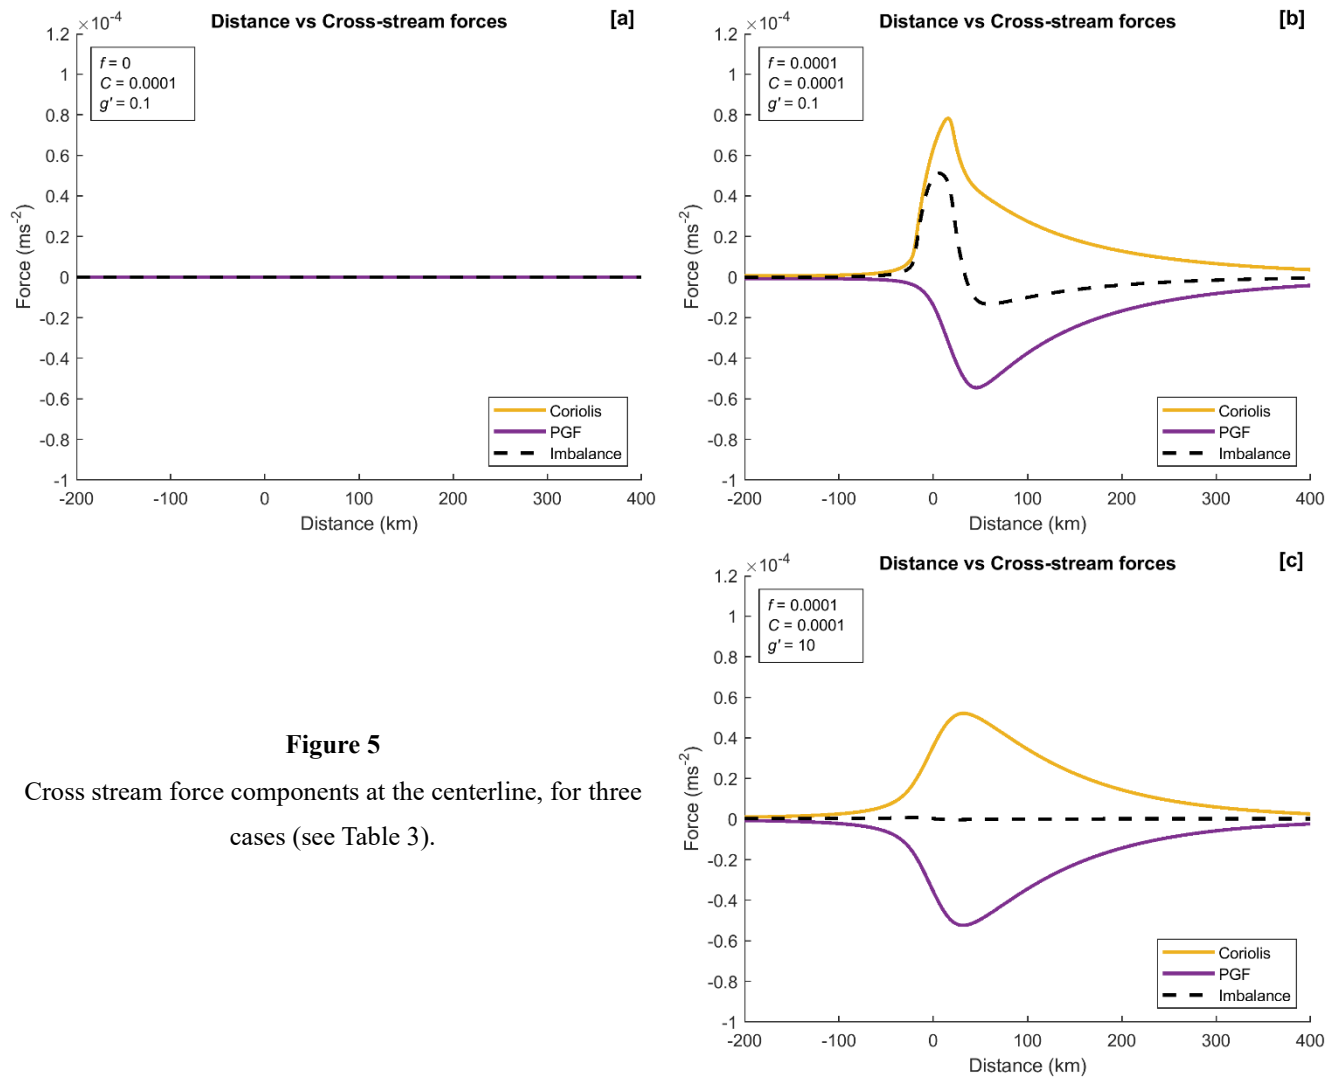 ×10⁻⁴
Distance vs Cross-stream forces
[a]
f = 0
C = 0.0001
g' = 0.1
1.2
1
0.8
0.6
0.4
0.2
0
-0.2
-0.4
-0.6
-0.8
-1
Force (ms⁻²)
Coriolis
PGF
Imbalance
-200 -100 0 100 200 300 400
Distance (km)
×10⁻⁴
Distance vs Cross-stream forces
[b]
f = 0.0001
C = 0.0001
g' = 0.1
1.2
1
0.8
0.6
0.4
0.2
0
-0.2
-0.4
-0.6
-0.8
-1
Force (ms⁻²)
Coriolis
PGF
Imbalance
-200 -100 0 100 200 300 400
Distance (km)
Figure 5
Cross stream force components at the centerline, for three
cases (see Table 3).
×10⁻⁴
Distance vs Cross-stream forces
[c]
f = 0.0001
C = 0.0001
g' = 10
1.2
1
0.8
0.6
0.4
0.2
0
-0.2
-0.4
-0.6
-0.8
-1
Force (ms⁻²)
Coriolis
PGF
Imbalance
-200 -100 0 100 200 300 400
Distance (km)